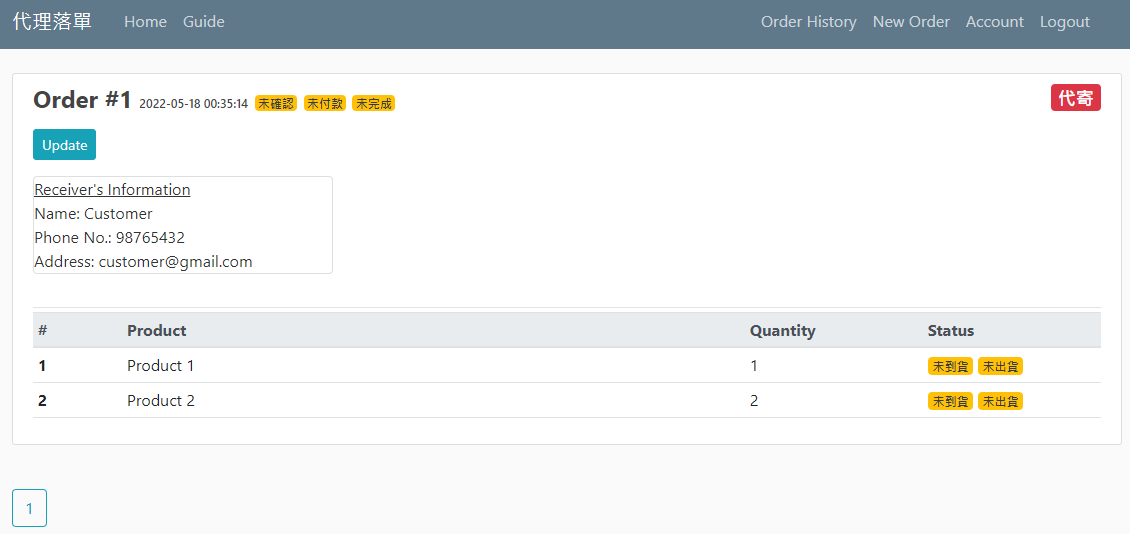 代理落單 Home Guide Order History New Order Account Logout
Order #1 2022-05-18 00:35:14 未確認 未付款 未完成 代寄
Update
Receiver's Information
Name: Customer
Phone No.: 98765432
Address: customer@gmail.com
# Product Quantity Status
1 Product 1 1 未到貨 未出貨
2 Product 2 2 未到貨 未出貨
1